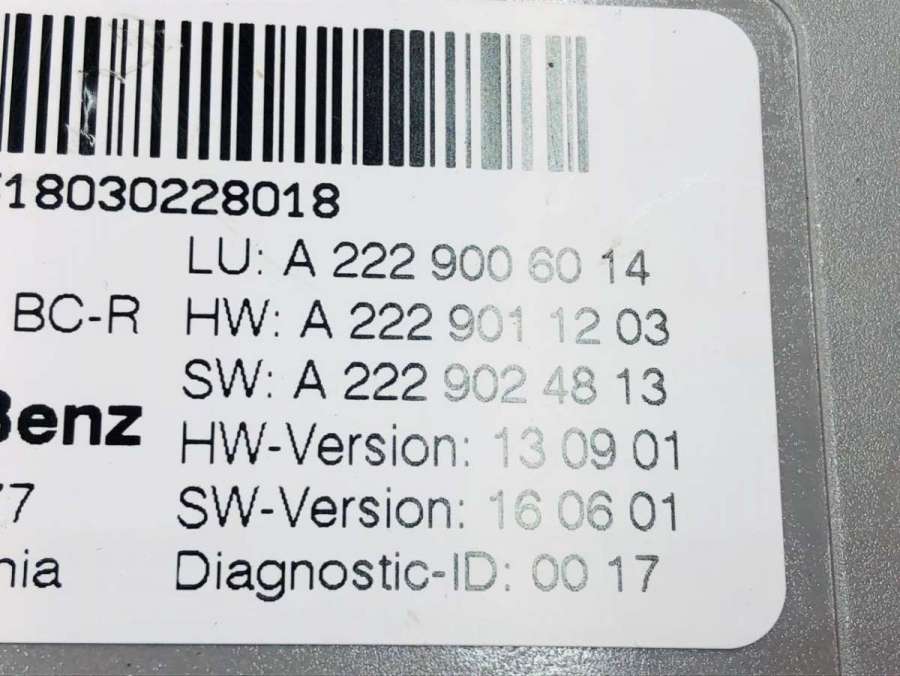 18030228018
LU: A 222 900 60 14
BC-R HW: A 222 901 12 03
SW: A 222 902 48 13
Benz HW-Version: 13 09 01
7 SW-Version: 16 06 01
nia Diagnostic-ID: 00 17